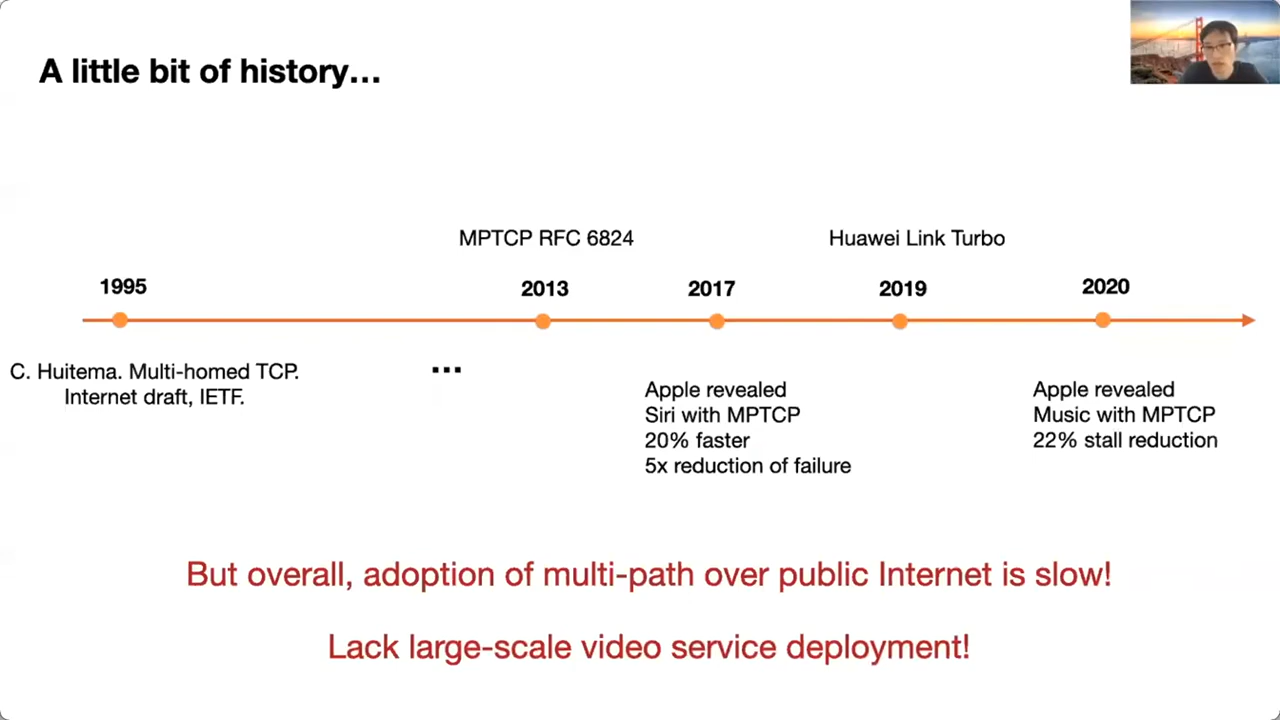 A little bit of history…
MPTCP RFC 6824
Huawei Link Turbo
1995
2013
2017
2019
2020
C. Huitema. Multi-homed TCP.
Internet draft, IETF.
...
Apple revealed
Siri with MPTCP
20% faster
5x reduction of failure
Apple revealed
Music with MPTCP
22% stall reduction
But overall, adoption of multi-path over public Internet is slow!
Lack large-scale video service deployment!